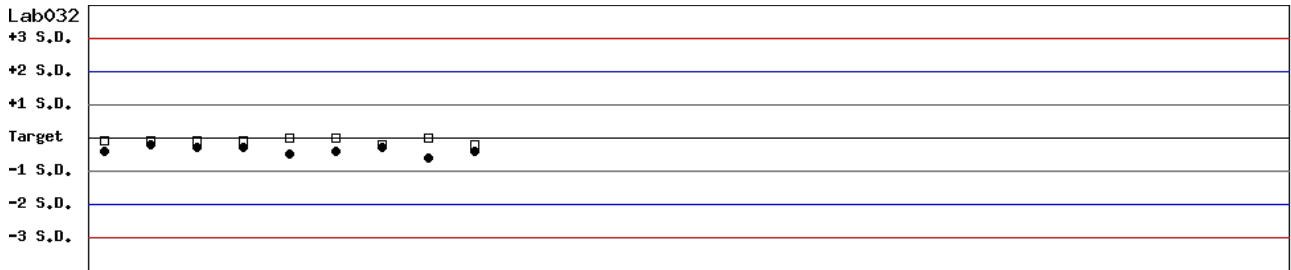 Lab032
+3 S.D.
+2 S.D.
+1 S.D.
Target
-1 S.D.
-2 S.D.
-3 S.D.